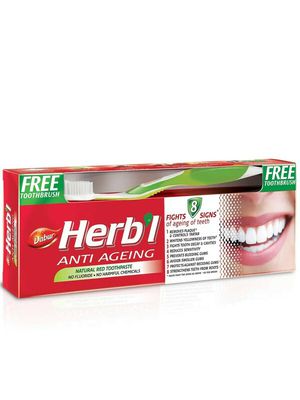 FREE
TOOTHBRUSH
FREE
TOOTHBRUSH
Dabur
Herb'l
ANTI AGEING
NATURAL RED TOOTHPASTE
NO FLUORIDE • NO HARMFUL CHEMICALS
FIGHTS 8 SIGNS*
of ageing of teeth
1 REMOVES PLAQUE*
& CONTROLS TARTAR
2 WHITENS YELLOWNESS OF TEETH*
3 FIGHTS TOOTH DECAY & CAVITIES
4 REDUCES SENSITIVITY
5 PREVENTS BLEEDING GUMS
6 AVOIDS SWOLLEN GUMS
7 PROTECTS AGAINST RECEDING GUMS
8 STRENGTHENS TEETH FROM ROOTS